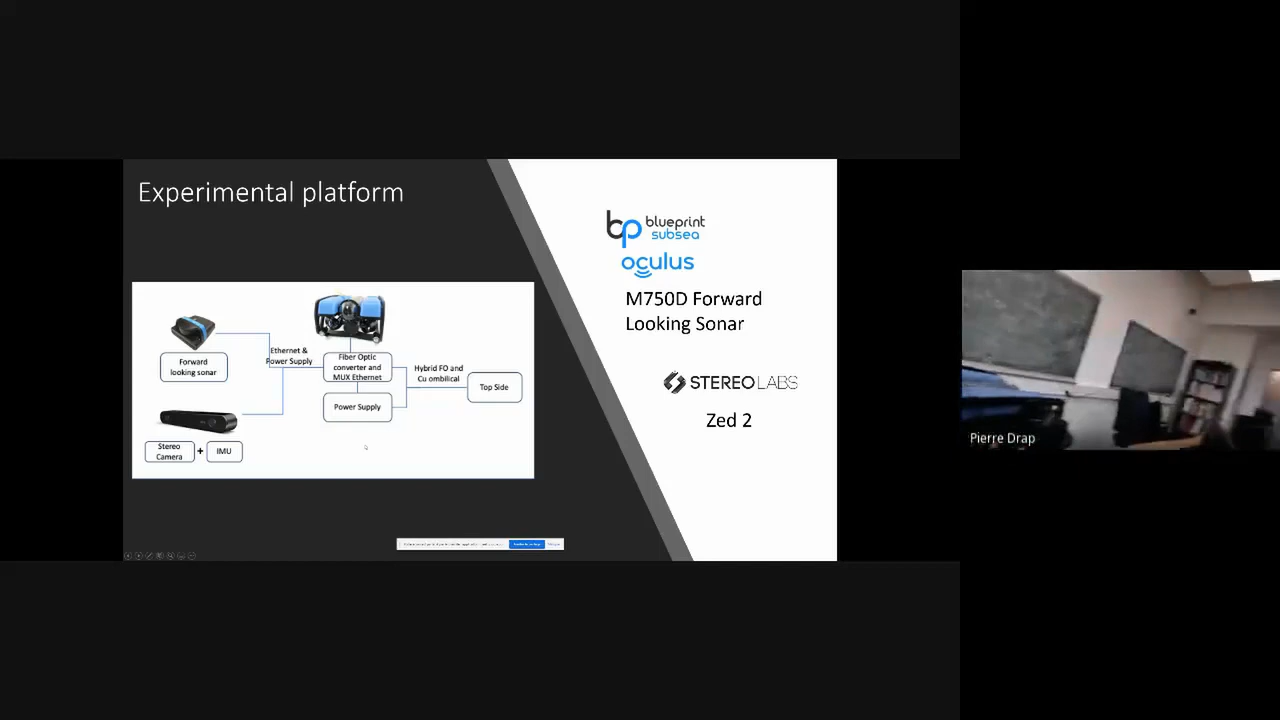 Experimental platform
Forward
looking sonar
Stereo
Camera
+
IMU
Ethernet &
Power Supply
Fiber Optic
converter and
MUX Ethernet
Power Supply
Hybrid FO and
Cu ombilical
Top Side
bp blueprint
subsea
oculus
M750D Forward
Looking Sonar
STEREOLABS
Zed 2
Pierre Drap